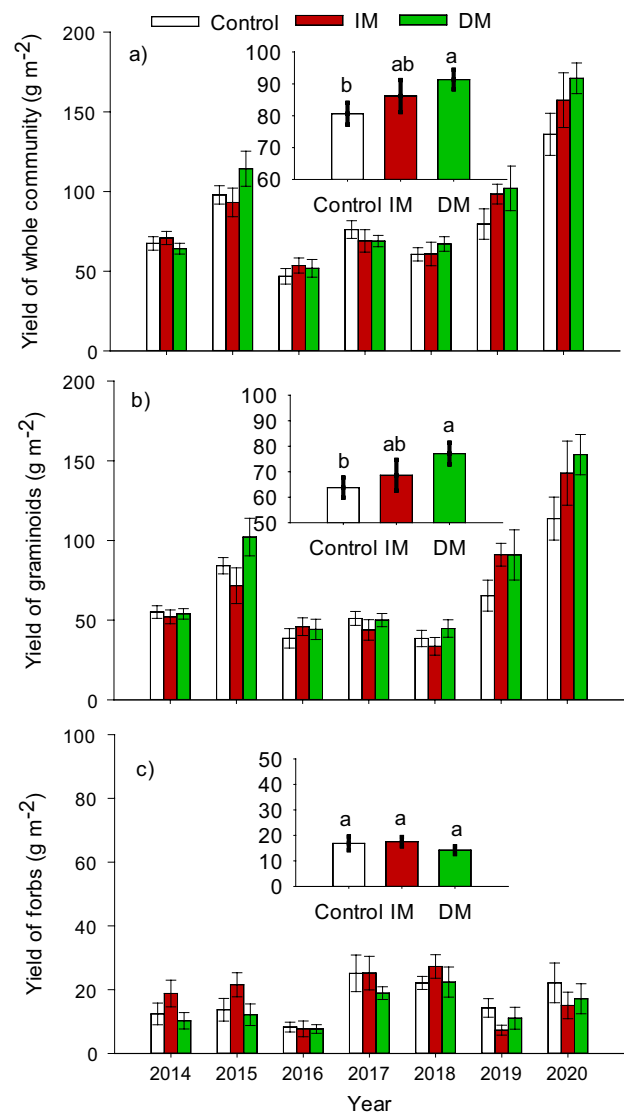 Control IM DM
a)
Yield of whole community (g m-2)
200
150
100
50
0
100
90
80
70
60
b ab a
Control IM DM
b)
Yield of graminoids (g m-2)
200
150
100
50
0
100
90
80
70
60
50
b ab a
Control IM DM
c)
Yield of forbs (g m-2)
100
80
60
40
20
0
50
40
30
20
10
0
a a a
Control IM DM
2014 2015 2016 2017 2018 2019 2020
Year